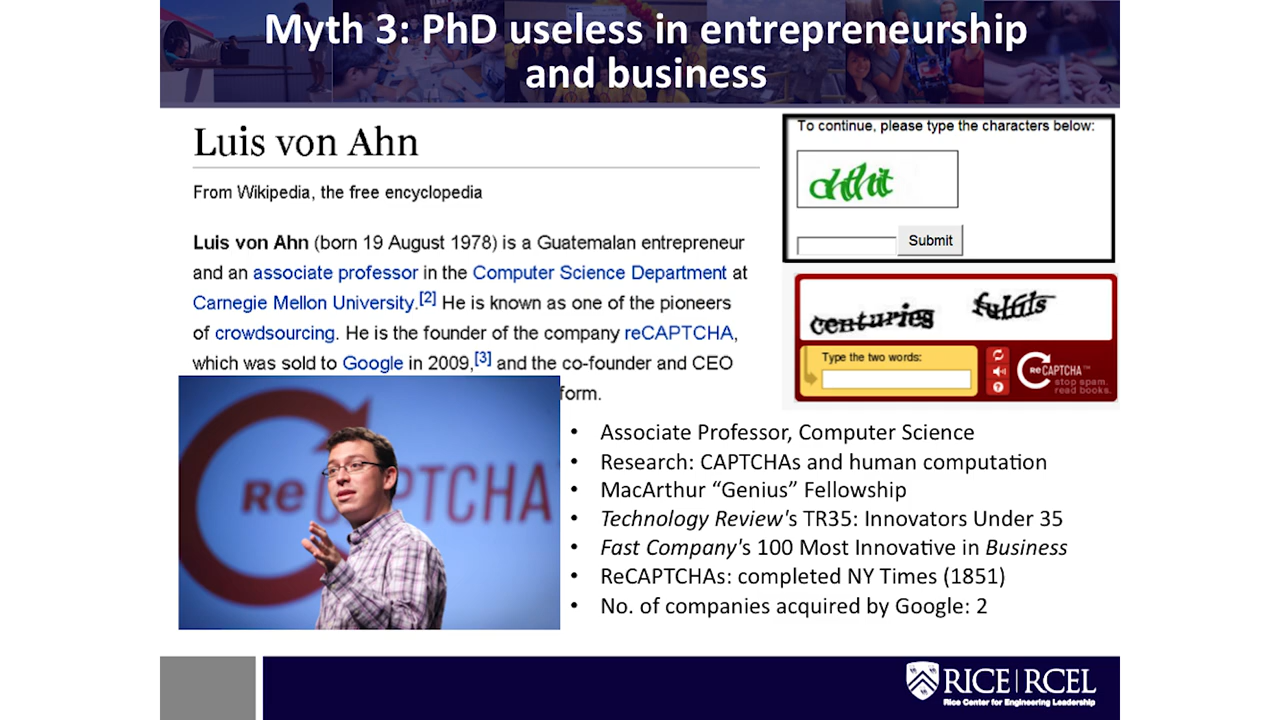 Myth 3: PhD useless in entrepreneurship
and business
Luis von Ahn
From Wikipedia, the free encyclopedia
Luis von Ahn (born 19 August 1978) is a Guatemalan entrepreneur
and an associate professor in the Computer Science Department at
Carnegie Mellon University.[2] He is known as one of the pioneers
of crowdsourcing. He is the founder of the company reCAPTCHA,
which was sold to Google in 2009,[3] and the co-founder and CEO
form.
To continue, please type the characters below:
Submit
centuries fulfuls
Type the two words:
ReCAPTCHA™
stop spam.
read books.
ReCAPTCHA
• Associate Professor, Computer Science
• Research: CAPTCHAs and human computation
• MacArthur “Genius” Fellowship
• Technology Review's TR35: Innovators Under 35
• Fast Company's 100 Most Innovative in Business
• ReCAPTCHAs: completed NY Times (1851)
• No. of companies acquired by Google: 2
RICE | RCEL
Rice Center for Engineering Leadership